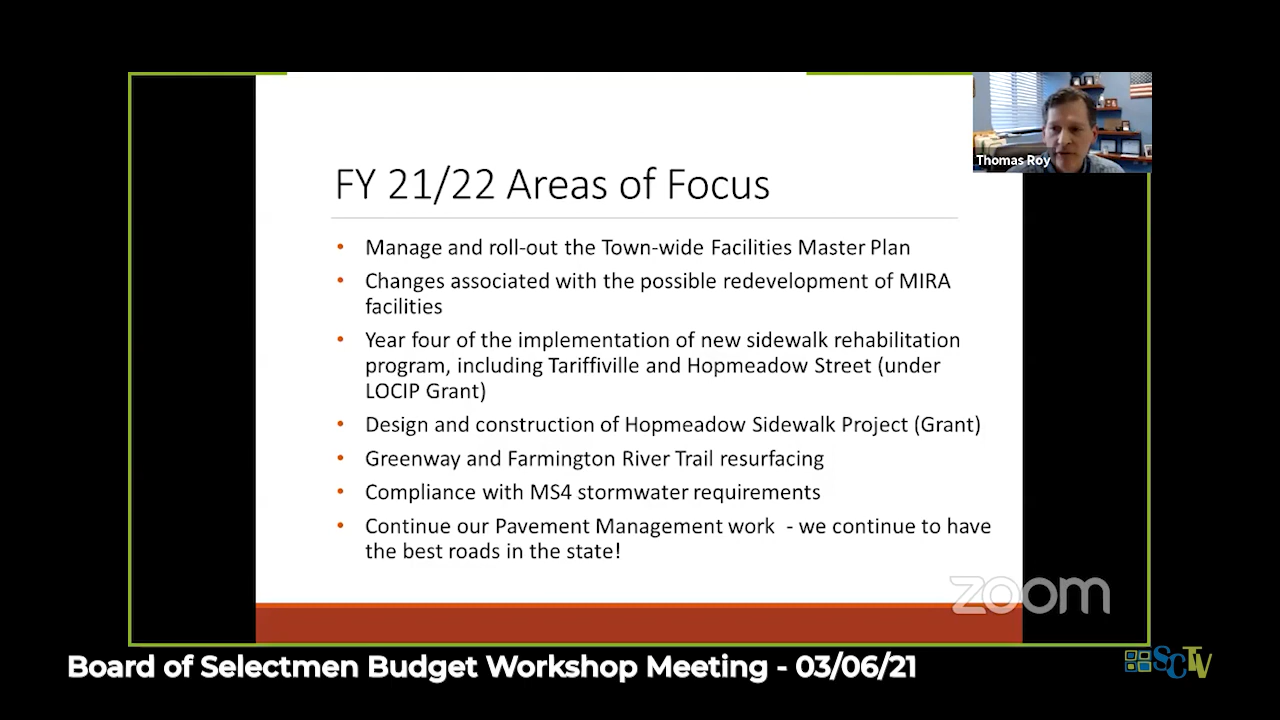 Thomas Roy
FY 21/22 Areas of Focus
• Manage and roll-out the Town-wide Facilities Master Plan
• Changes associated with the possible redevelopment of MIRA
facilities
• Year four of the implementation of new sidewalk rehabilitation
program, including Tariffiville and Hopmeadow Street (under
LOCIP Grant)
• Design and construction of Hopmeadow Sidewalk Project (Grant)
• Greenway and Farmington River Trail resurfacing
• Compliance with MS4 stormwater requirements
• Continue our Pavement Management work - we continue to have
the best roads in the state!
zoom
Board of Selectmen Budget Workshop Meeting - 03/06/21
SCTV